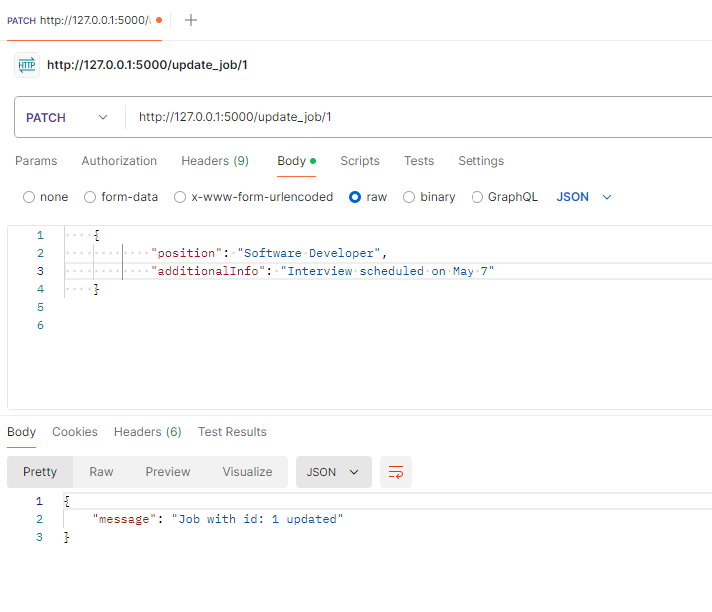 PATCH http://127.0.0.1:5000/u
HTTP http://127.0.0.1:5000/update_job/1
PATCH http://127.0.0.1:5000/update_job/1
Params Authorization Headers (9) Body Scripts Tests Settings
none form-data x-www-form-urlencoded raw binary GraphQL JSON
1 {
2 "position": "Software Developer",
3 "additionalInfo": "Interview scheduled on May 7"
4 }
5
6
Body Cookies Headers (6) Test Results
Pretty Raw Preview Visualize JSON
1 {
2 "message": "Job with id: 1 updated"
3 }